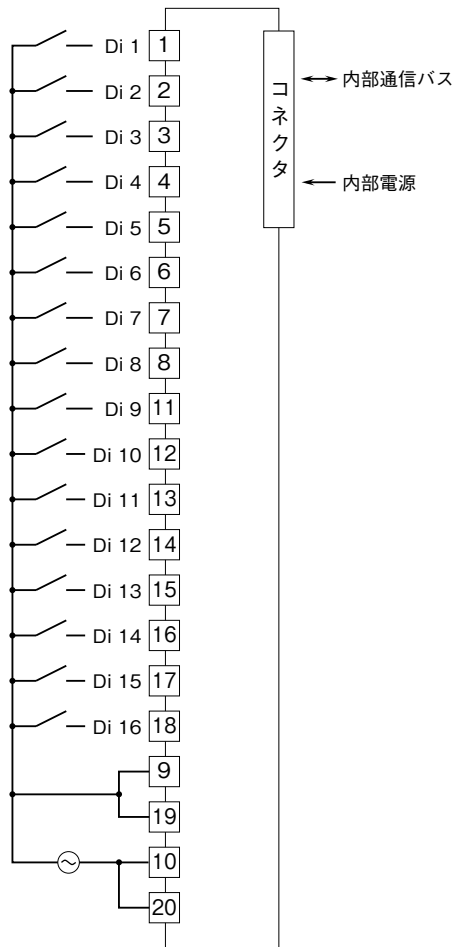 Di 1 1
Di 2 2
Di 3 3
Di 4 4
Di 5 5
Di 6 6
Di 7 7
Di 8 8
Di 9 11
Di 10 12
Di 11 13
Di 12 14
Di 13 15
Di 14 16
Di 15 17
Di 16 18
9
19
10
20
コネクタ
内部通信バス
内部電源